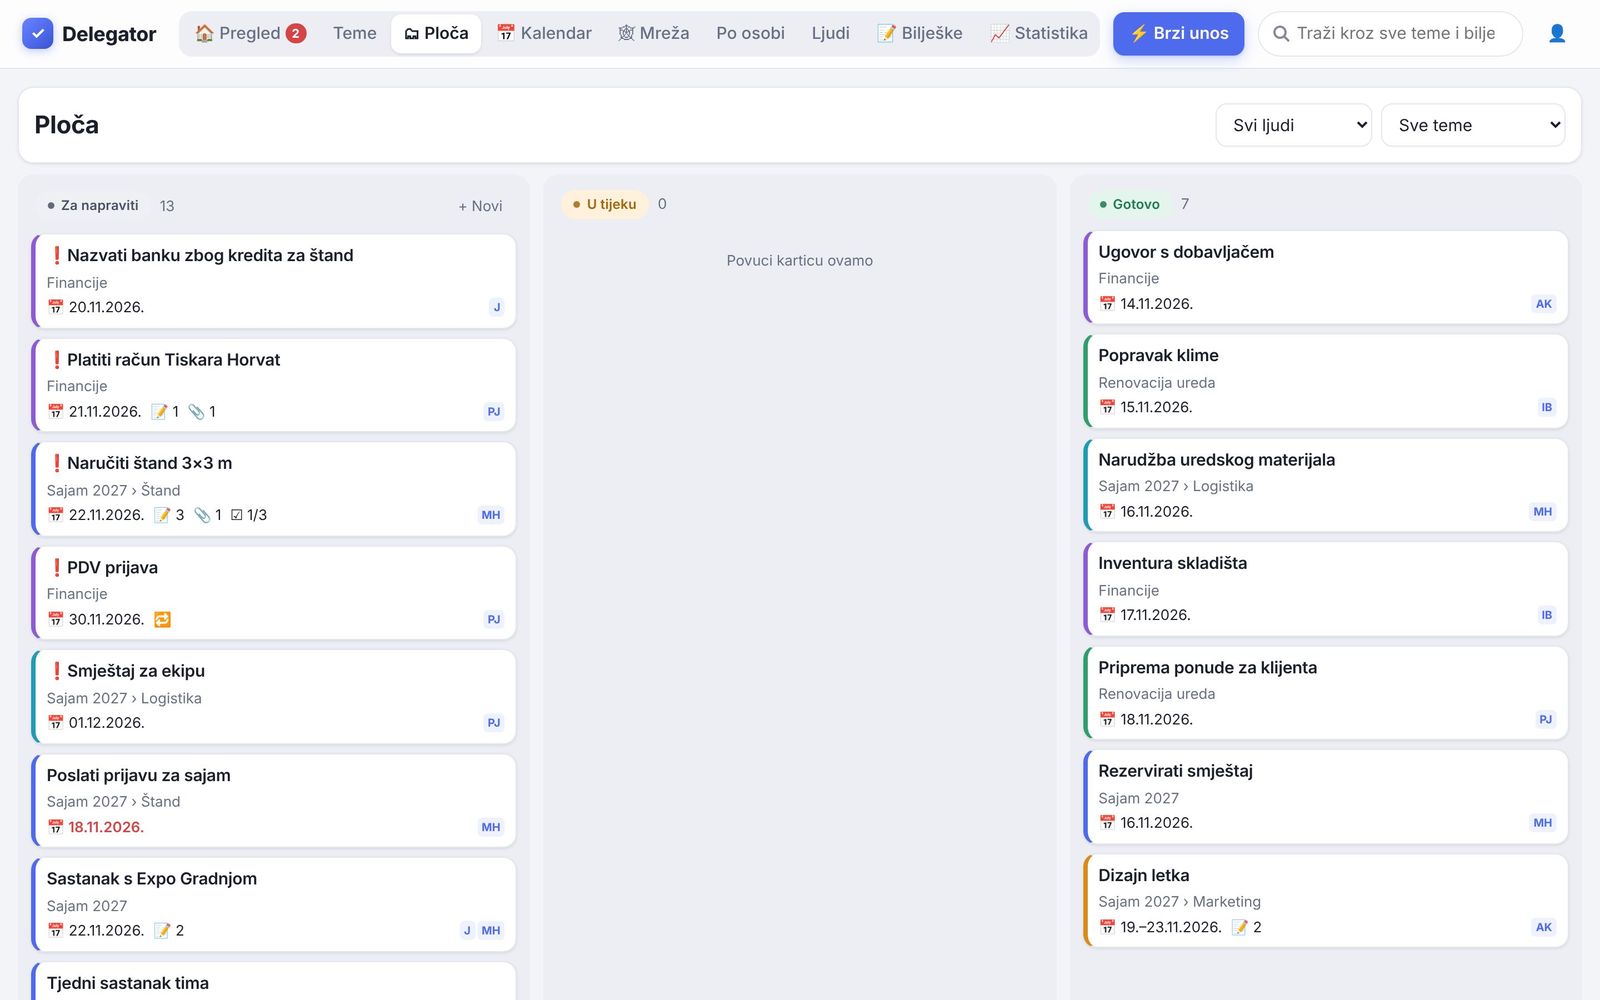 Delegator
Pregled 2
Teme
Ploča
Kalendar
Mreža
Po osobi
Ljudi
Bilješke
Statistika
Brzi unos
Traži kroz sve teme i bilje
Ploča
Svi ljudi
Sve teme
Za napraviti 13
+ Novi
❗ Nazvati banku zbog kredita za štand
Financije
20.11.2026.
J
❗ Platiti račun Tiskara Horvat
Financije
21.11.2026. 1 1
PJ
❗ Naručiti štand 3×3 m
Sajam 2027 › Štand
22.11.2026. 3 1 ☑ 1/3
MH
❗ PDV prijava
Financije
30.11.2026.
PJ
❗ Smještaj za ekipu
Sajam 2027 › Logistika
01.12.2026.
PJ
Poslati prijavu za sajam
Sajam 2027 › Štand
18.11.2026.
MH
Sastanak s Expo Gradnjom
Sajam 2027
22.11.2026. 2
J MH
Tjedni sastanak tima
U tijeku 0
Povuci karticu ovamo
Gotovo 7
Ugovor s dobavljačem
Financije
14.11.2026.
AK
Popravak klime
Renovacija ureda
15.11.2026.
IB
Narudžba uredskog materijala
Sajam 2027 › Logistika
16.11.2026.
MH
Inventura skladišta
Financije
17.11.2026.
IB
Priprema ponude za klijenta
Renovacija ureda
18.11.2026.
PJ
Rezervirati smještaj
Sajam 2027
16.11.2026.
MH
Dizajn letka
Sajam 2027 › Marketing
19.–23.11.2026. 2
AK